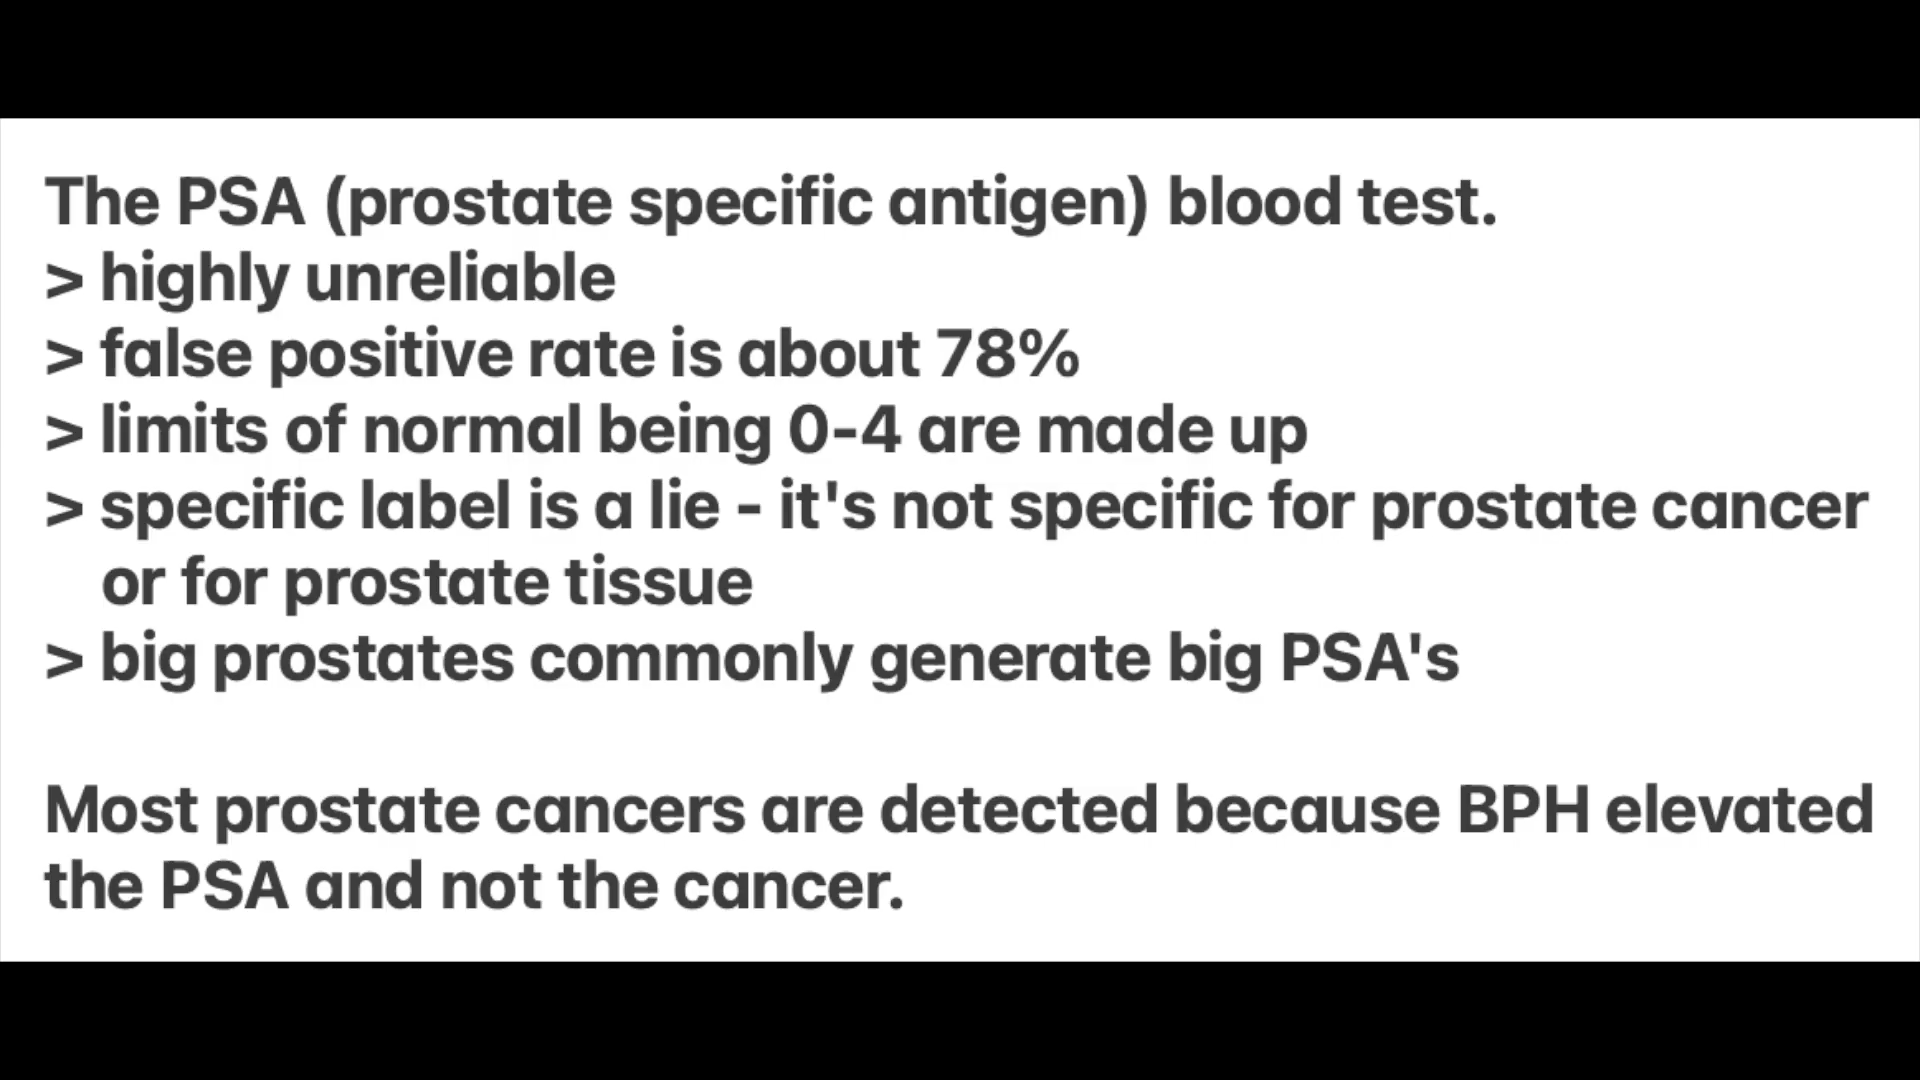 The PSA (prostate specific antigen) blood test.
> highly unreliable
> false positive rate is about 78%
> limits of normal being 0-4 are made up
> specific label is a lie - it's not specific for prostate cancer
or for prostate tissue
> big prostates commonly generate big PSA's
Most prostate cancers are detected because BPH elevated
the PSA and not the cancer.